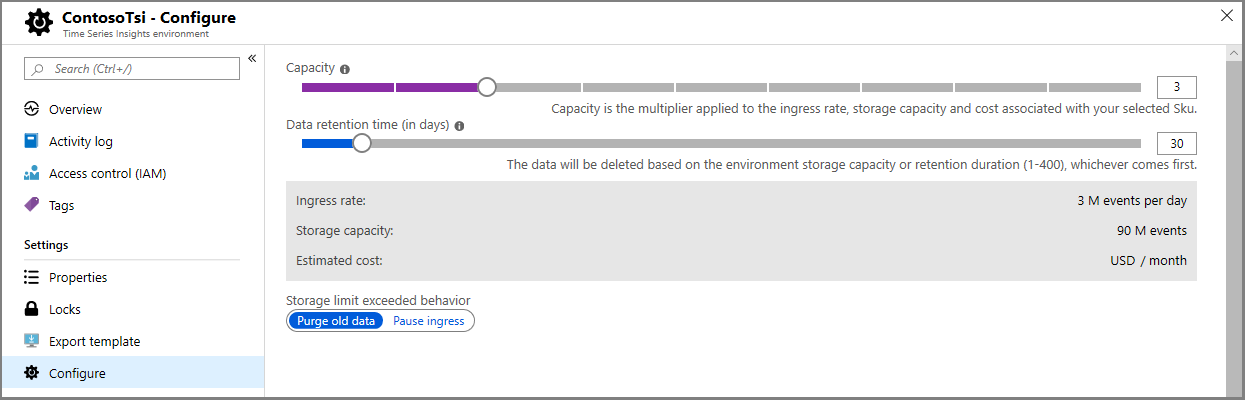 ContosoTsi - Configure
Time Series Insights environment
Search (Ctrl+/)
Overview
Activity log
Access control (IAM)
Tags
Settings
Properties
Locks
Export template
Configure
Capacity
3
Capacity is the multiplier applied to the ingress rate, storage capacity and cost associated with your selected Sku.
Data retention time (in days)
30
The data will be deleted based on the environment storage capacity or retention duration (1-400), whichever comes first.
Ingress rate: 3 M events per day
Storage capacity: 90 M events
Estimated cost: USD / month
Storage limit exceeded behavior
Purge old data Pause ingress